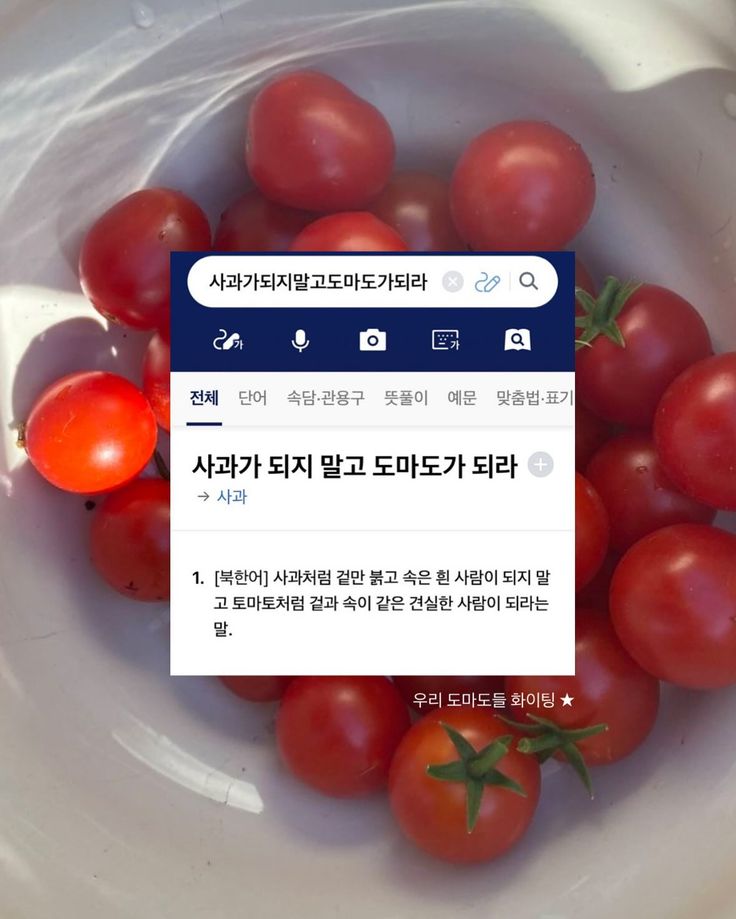 사과가되지말고도마도가되라
가
가
전체 단어 속담·관용구 뜻풀이 예문 맞춤법·표기
사과가 되지 말고 도마도가 되라
→ 사과
1. [북한어] 사과처럼 겉만 붉고 속은 흰 사람이 되지 말
고 토마토처럼 겉과 속이 같은 견실한 사람이 되라는
말.
우리 도마도들 화이팅 ★